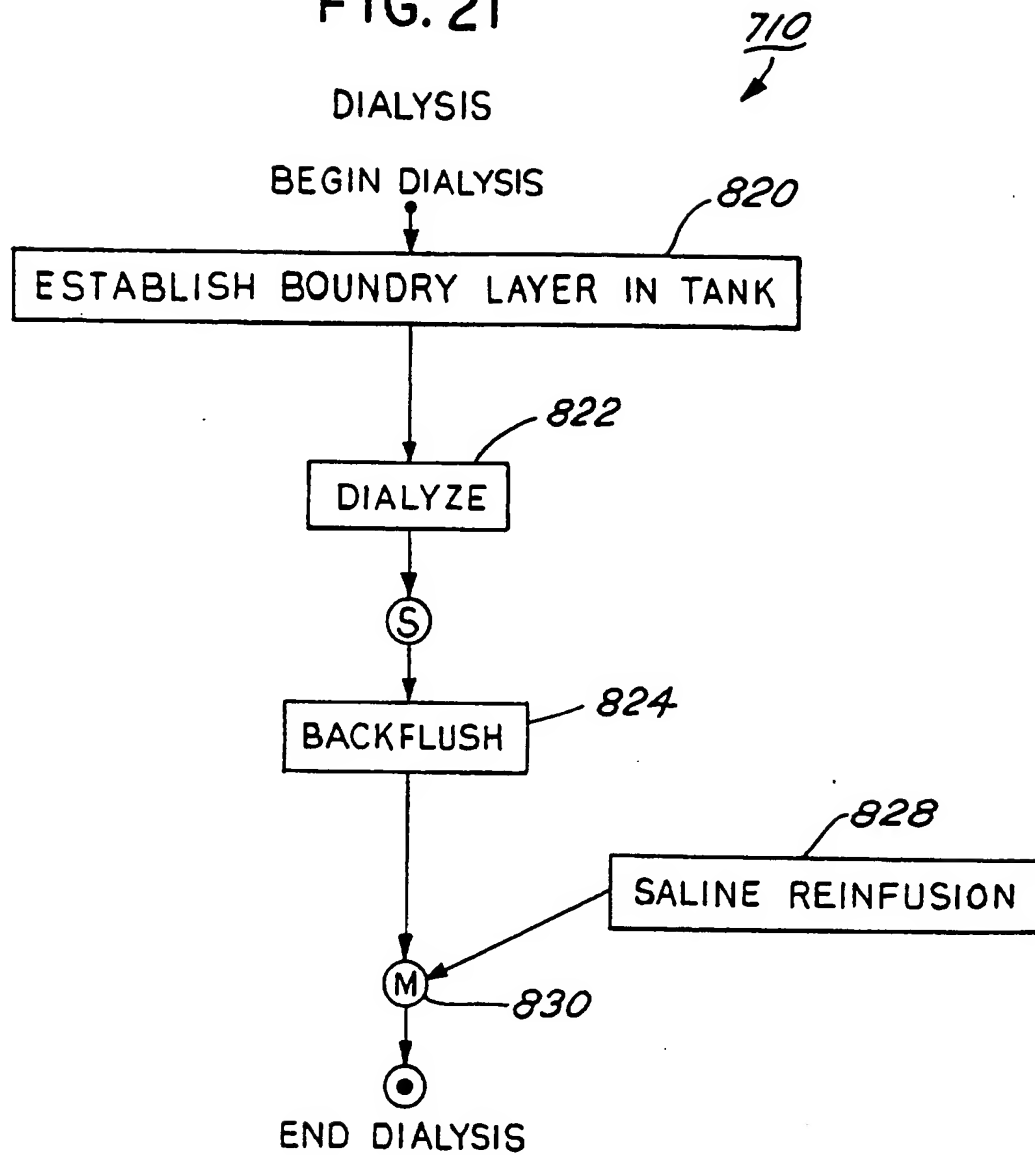 FIG. 21
710
DIALYSIS
BEGIN DIALYSIS
820
ESTABLISH BOUNDRY LAYER IN TANK
822
DIALYZE
S
824
BACKFLUSH
828
SALINE REINFUSION
M
830
END DIALYSIS